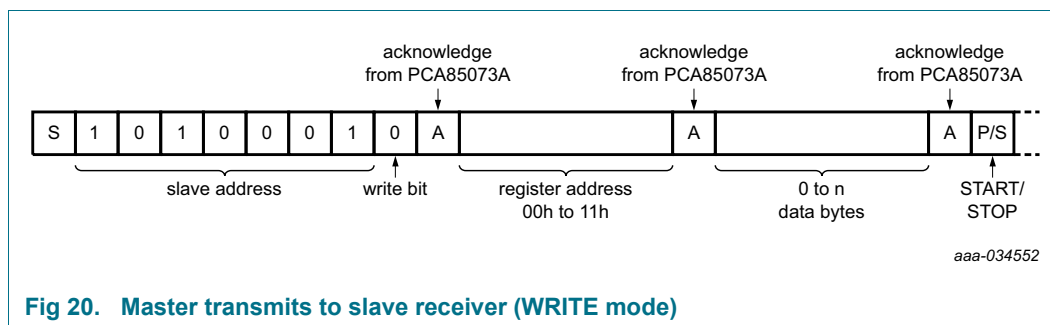 acknowledge acknowledge acknowledge
from PCA85073A from PCA85073A from PCA85073A
S 1 0 1 0 0 0 1 0 A A A P/S
slave address write bit register address 0 to n START/
00h to 11h data bytes STOP
aaa-034552
Fig 20. Master transmits to slave receiver (WRITE mode)